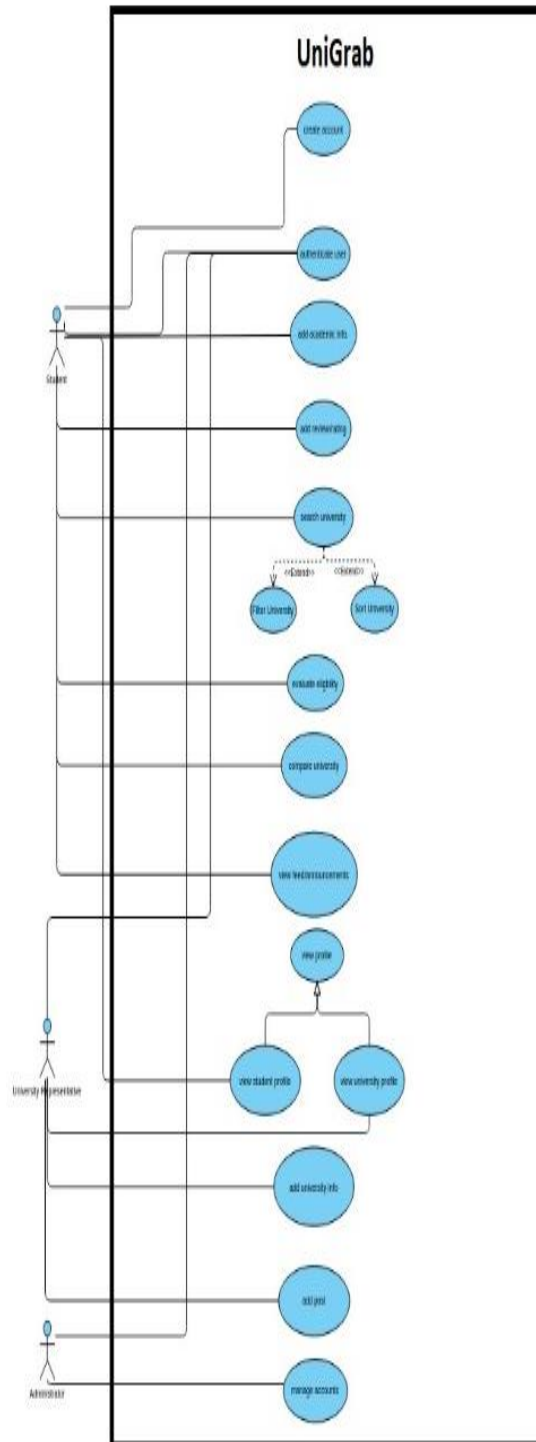 UniGrab
create account
authenticate user
add academic info
Student
add review/rating
search university
<<Extend>>
<<Extend>>
Filter University
Sort University
evaluate eligibility
compare university
view feed/announcements
view profile
view student profile
view university profile
University Representative
add university info
add post
Administrator
manage accounts